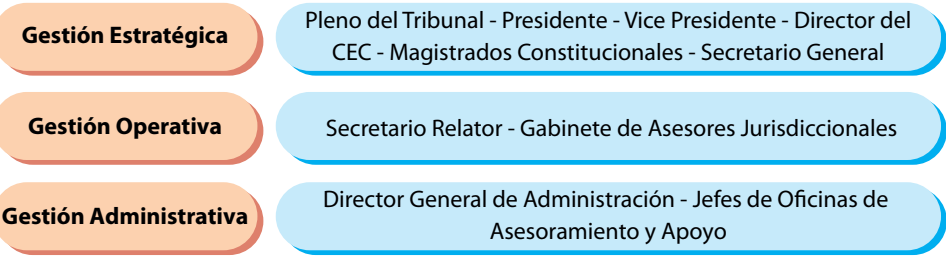 Gestión Estratégica
Pleno del Tribunal - Presidente - Vice Presidente - Director del
CEC - Magistrados Constitucionales - Secretario General
Gestión Operativa
Secretario Relator - Gabinete de Asesores Jurisdiccionales
Gestión Administrativa
Director General de Administración - Jefes de Oficinas de
Asesoramiento y Apoyo